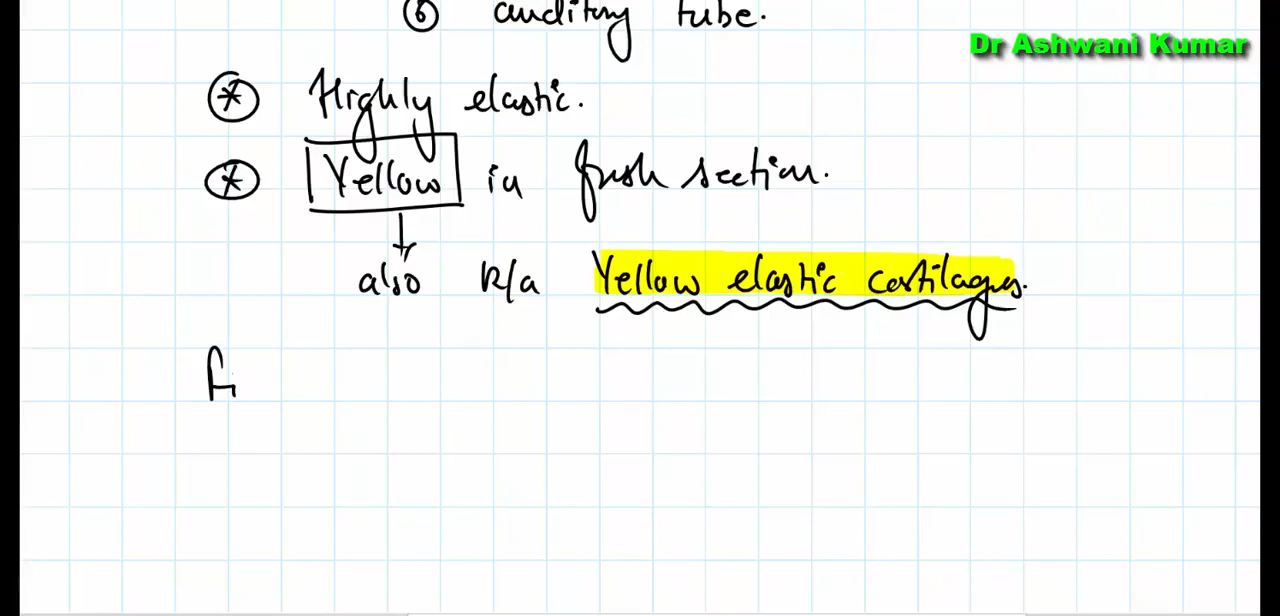 ⑥ auditory tube.
Dr Ashwani Kumar
* Highly elastic.
* Yellow in fresh section.
also k/a Yellow elastic cartilages.